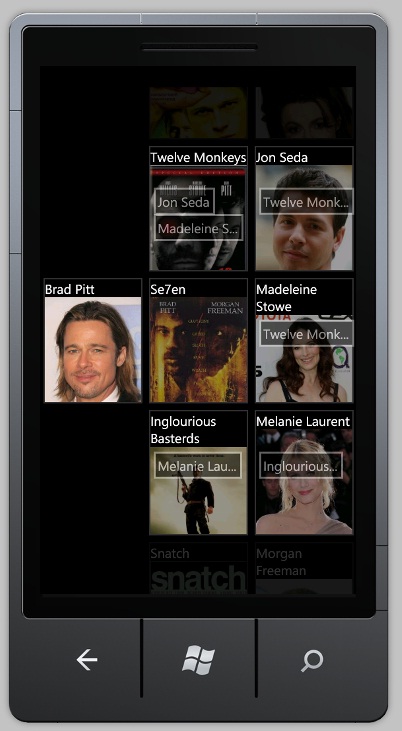 Twelve Monkeys
Jon Seda
PITT
Jon Seda
Madeleine S...
Twelve Monk...
Brad Pitt
Se7en
BRAD
PITT
MORGAN
FREEMAN
Madeleine
Stowe
Twelve Monk...
Inglourious
Basterds
Melanie Lau...
Melanie Laurent
Inglourious...
Snatch
snatch
Morgan
Freeman